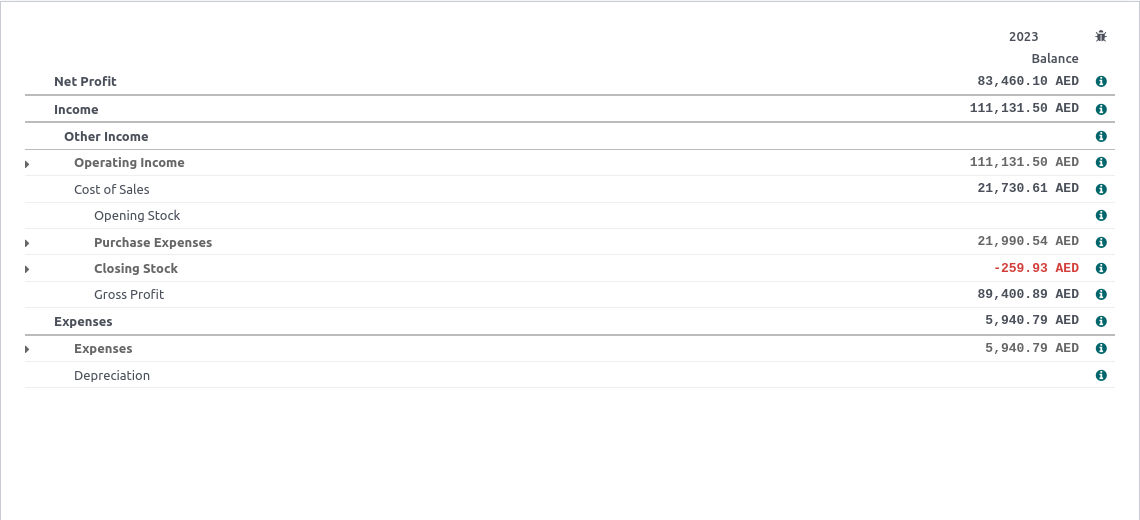 2023
Balance
Net Profit 83,460.10 AED
Income 111,131.50 AED
Other Income
Operating Income 111,131.50 AED
Cost of Sales 21,730.61 AED
Opening Stock
Purchase Expenses 21,990.54 AED
Closing Stock -259.93 AED
Gross Profit 89,400.89 AED
Expenses 5,940.79 AED
Expenses 5,940.79 AED
Depreciation